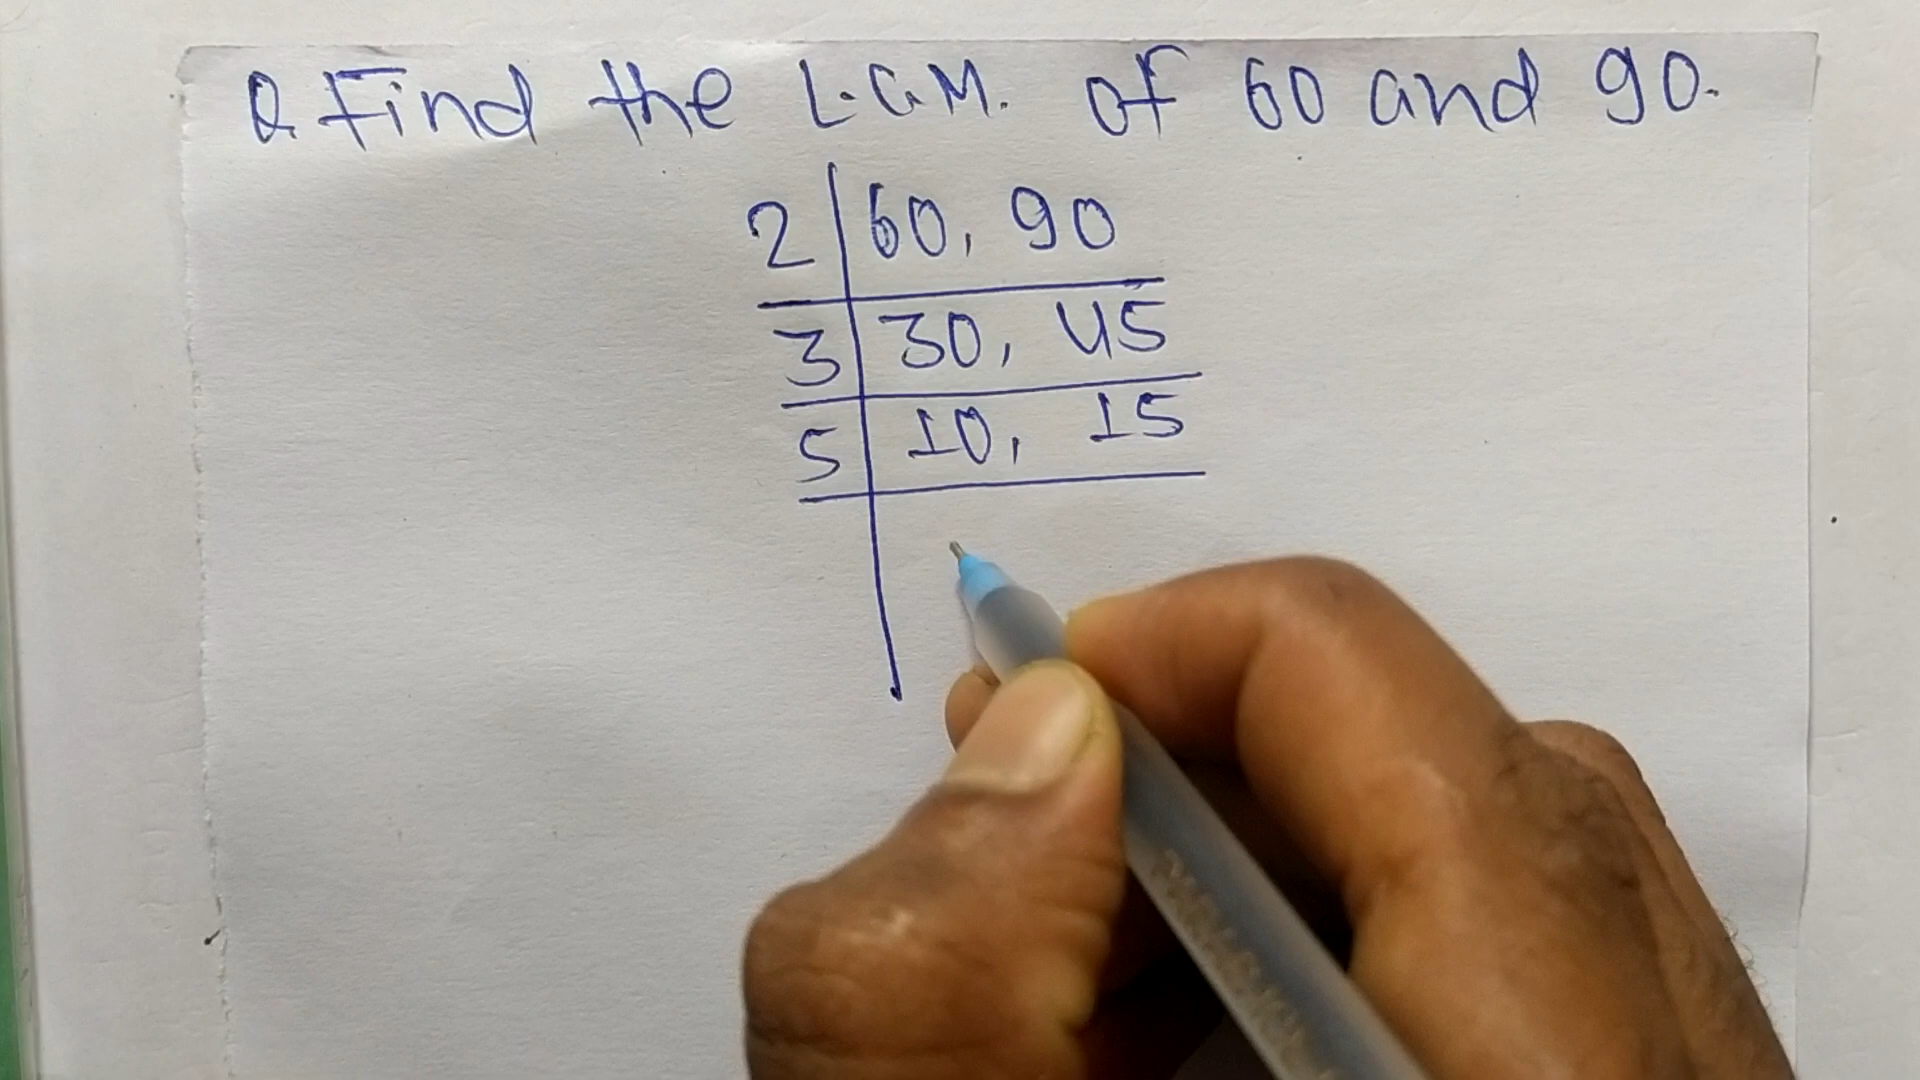 Q. Find the L.C.M. of 60 and 90.
2 | 60, 90
3 | 30, 45
5 | 10, 15